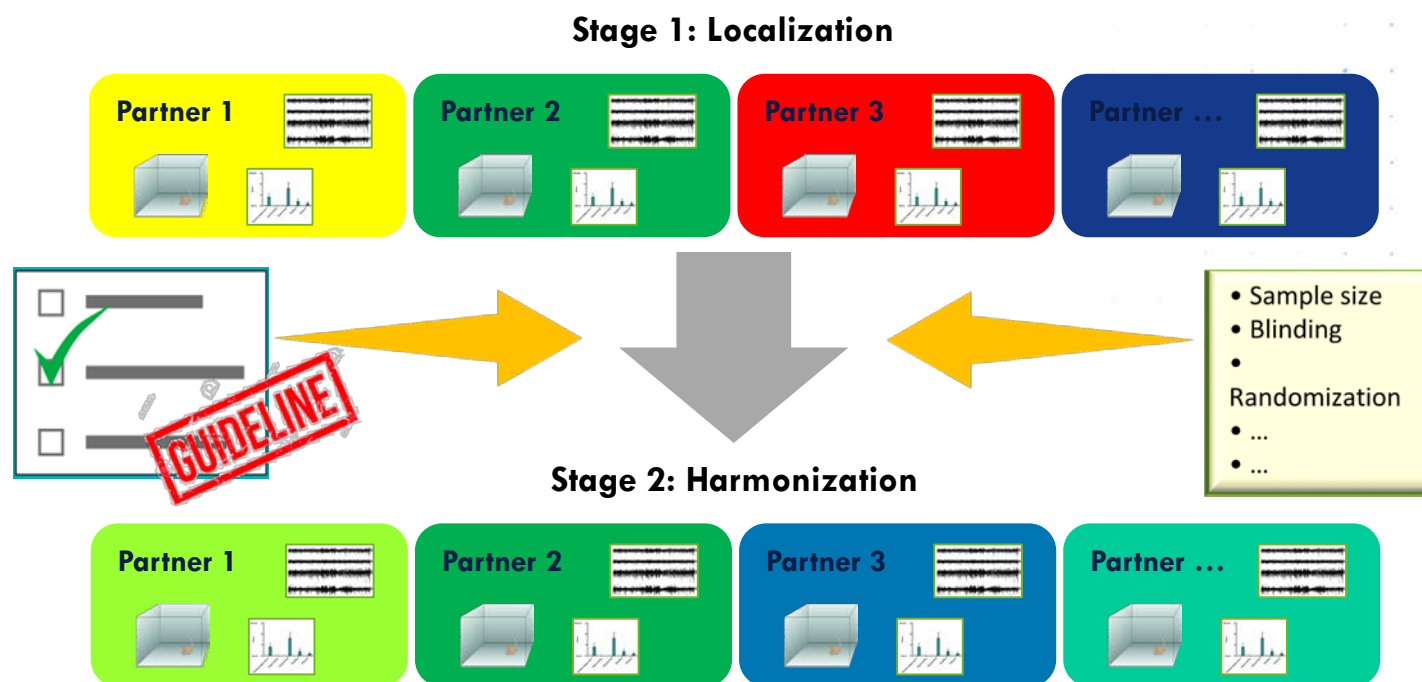 Stage 1: Localization
Partner 1
Partner 2
Partner 3
Partner ...
• Sample size
• Blinding
•
Randomization
• ...
• ...
GUIDELINE
Stage 2: Harmonization
Partner 1
Partner 2
Partner 3
Partner ...